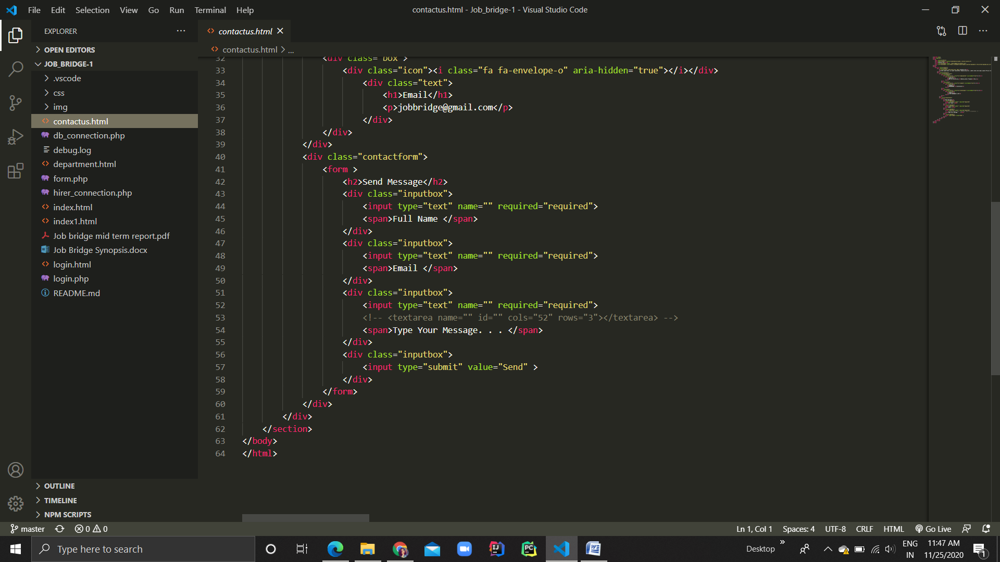 File Edit Selection View Go Run Terminal Help
contactus.html - Job_bridge-1 - Visual Studio Code
EXPLORER
OPEN EDITORS
JOB_BRIDGE-1
.vscode
css
img
contactus.html
db_connection.php
debug.log
department.html
form.php
hirer_connection.php
index.html
index1.html
Job bridge mid term report.pdf
Job Bridge Synopsis.docx
login.html
login.php
README.md
OUTLINE
TIMELINE
NPM SCRIPTS
contactus.html
contactus.html > ...
32 <div class="box">
33 <div class="icon"><i class="fa fa-envelope-o" aria-hidden="true"></i></div>
34 <div class="text">
35 <h1>Email</h1>
36 <p>jobbridge@gmail.com</p>
37 </div>
38 </div>
39 </div>
40 <div class="contactform">
41 <form >
42 <h2>Send Message</h2>
43 <div class="inputbox">
44 <input type="text" name="" required="required">
45 <span>Full Name </span>
46 </div>
47 <div class="inputbox">
48 <input type="text" name="" required="required">
49 <span>Email </span>
50 </div>
51 <div class="inputbox">
52 <input type="text" name="" required="required">
53 <!-- <textarea name="" id="" cols="52" rows="3"></textarea> -->
54 <span>Type Your Message. . . </span>
55 </div>
56 <div class="inputbox">
57 <input type="submit" value="Send" >
58 </div>
59 </form>
60 </div>
61 </div>
62 </section>
63 </body>
64 </html>
master 0 0
Ln 1, Col 1 Spaces: 4 UTF-8 CRLF HTML Go Live
Type here to search
Desktop
ENG
IN
11:47 AM
11/25/2020
1